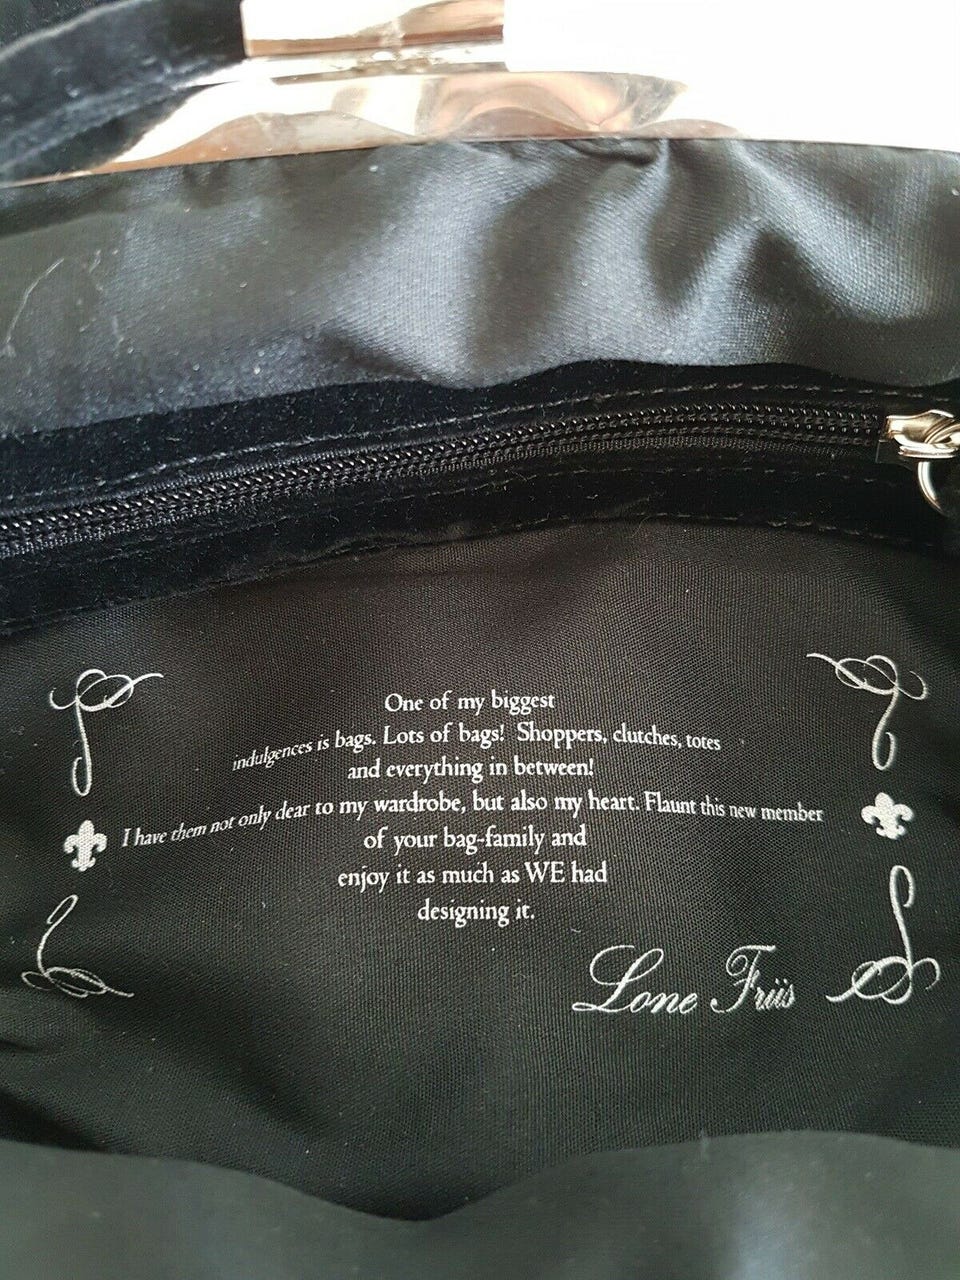 One of my biggest
indulgences is bags. Lots of bags! Shoppers, clutches, totes
and everything in between!
I have them not only dear to my wardrobe, but also my heart. Flaunt this new member
of your bag-family and
enjoy it as much as WE had
designing it.
Lone Friis